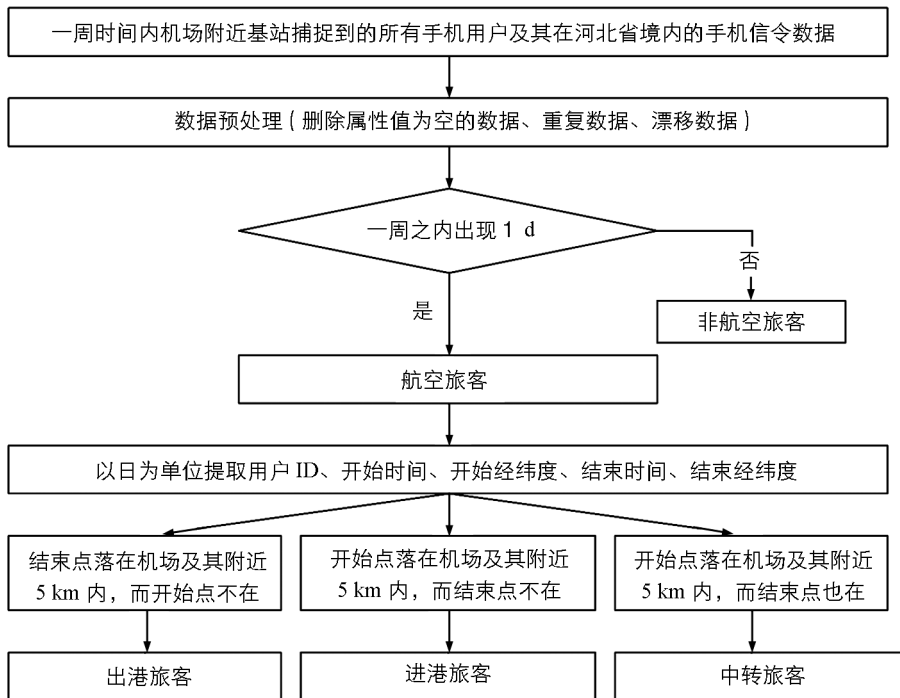 一周时间内机场附近基站捕捉到的所有手机用户及其在河北省境内的手机信令数据
数据预处理（删除属性值为空的数据、重复数据、漂移数据）
一周之内出现 1 d
否
是
非航空旅客
航空旅客
以日为单位提取用户 ID、开始时间、开始经纬度、结束时间、结束经纬度
结束点落在机场及其附近
5 km 内，而开始点不在
开始点落在机场及其附近
5 km 内，而结束点不在
开始点落在机场及其附近
5 km 内，而结束点也在
出港旅客
进港旅客
中转旅客